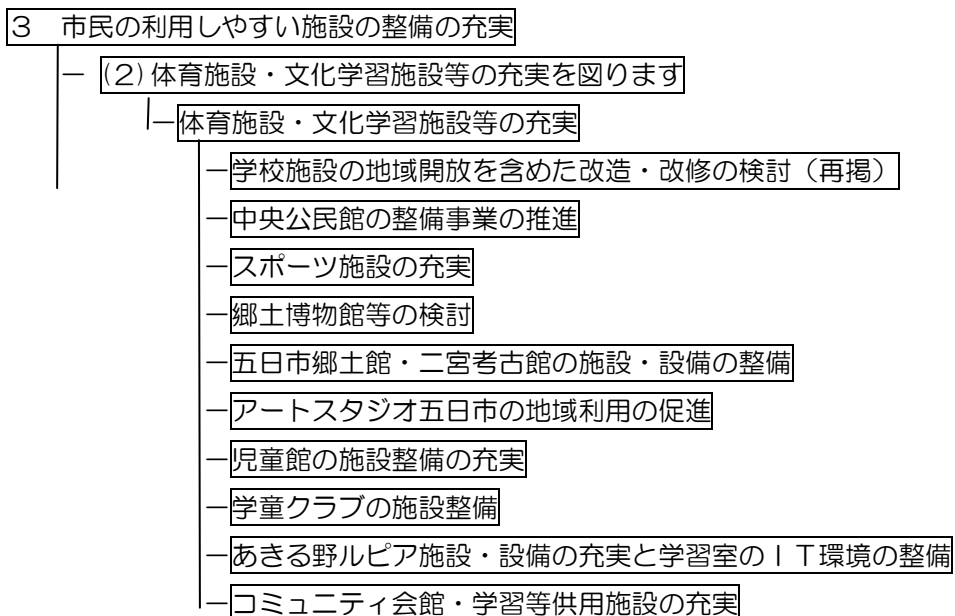 3　市民の利用しやすい施設の整備の充実
(2)体育施設・文化学習施設等の充実を図ります
体育施設・文化学習施設等の充実
学校施設の地域開放を含めた改造・改修の検討（再掲）
中央公民館の整備事業の推進
スポーツ施設の充実
郷土博物館等の検討
五日市郷土館・二宮考古館の施設・設備の整備
アートスタジオ五日市の地域利用の促進
児童館の施設整備の充実
学童クラブの施設整備
あきる野ルピア施設・設備の充実と学習室のＩＴ環境の整備
コミュニティ会館・学習等供用施設の充実